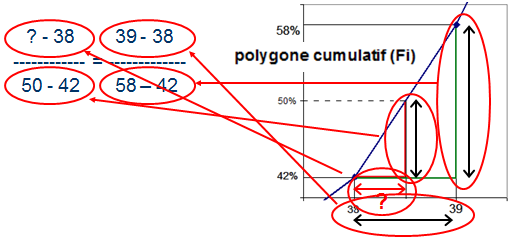 ? - 38 39 - 38
------------- = -------------
50 - 42 58 – 42
58%
polygone cumulatif (Fi)
50%
42%
?
38 39